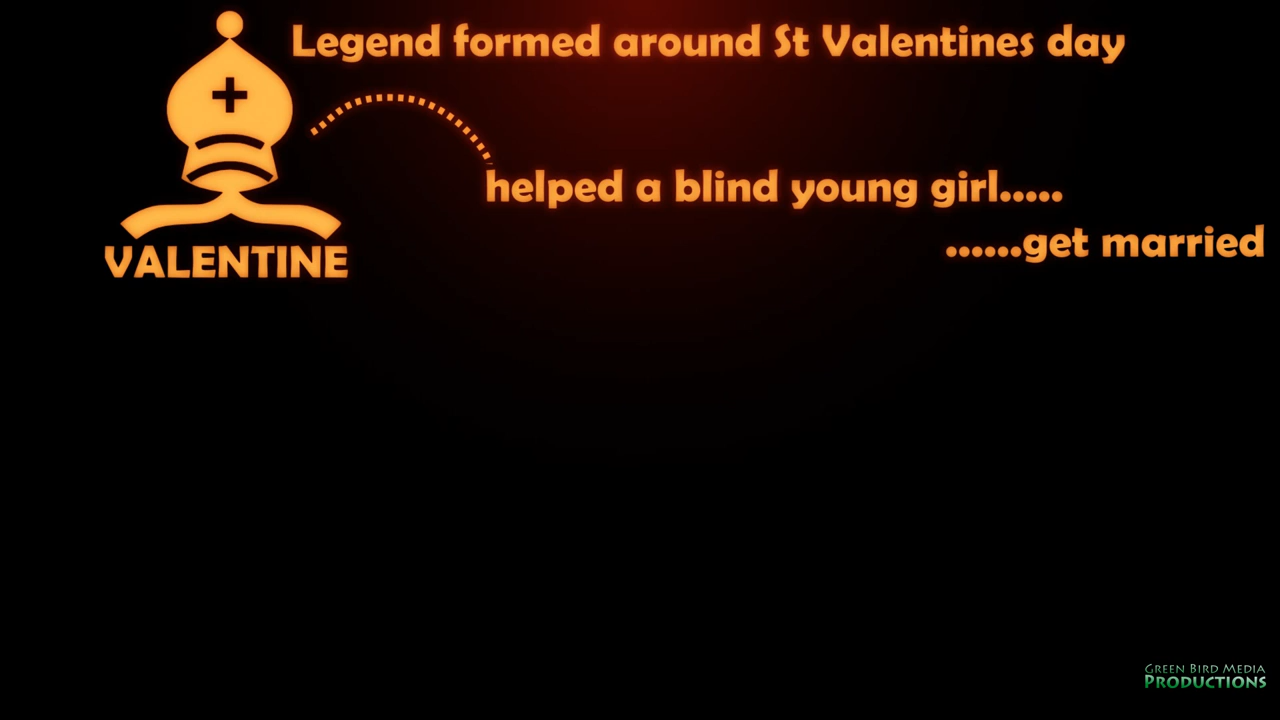 Legend formed around St Valentines day
helped a blind young girl.....
......get married
VALENTINE
GREEN BIRD MEDIA
PRODUCTIONS